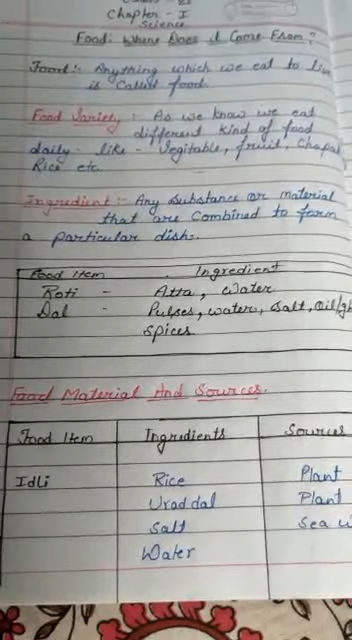 Chapter - I
Science
Food: Where Does it Come From?
Food:- Anything which we eat to live
is Called food.
Food Variety : As we know we eat
different kind of food
daily - like - Vegitable, fruit, Chapa
Rice etc.
Ingredient:- Any Substance or material
that are Combined to form
a particular dish.
Food Item Ingredient
Roti - Atta, Water
Dal - Pulses, water, Salt, Oil/gh
Spices
Food Material And Sources.
Food Item Ingredients Sources
Idli Rice Plant
Urad dal Plant
Salt Sea
Water